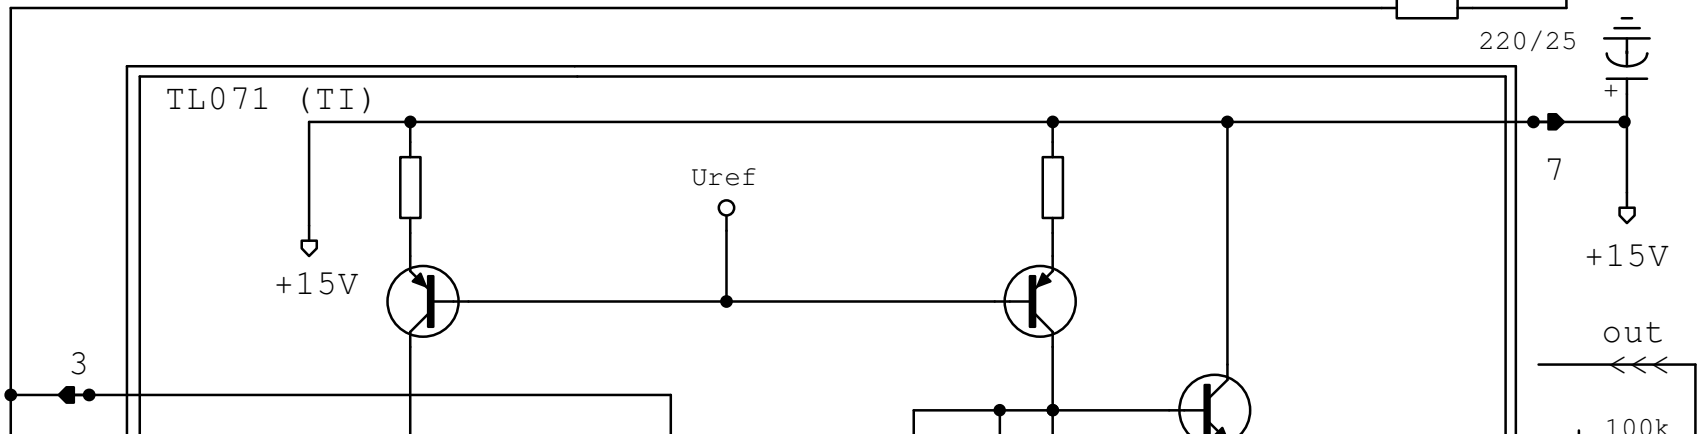 220/25
TL071 (TI)
+
7
Uref
+15V
+15V
3
out
100k